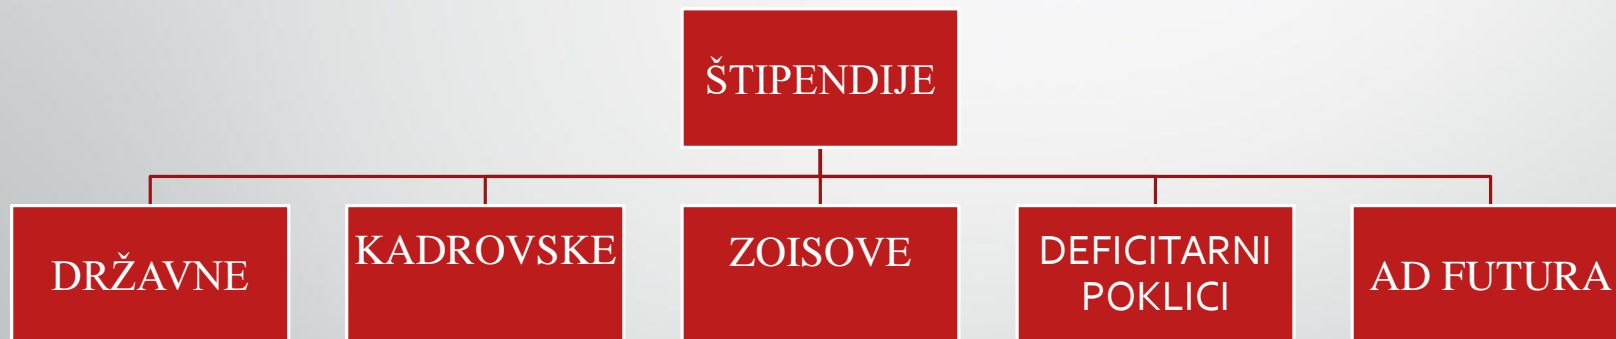 ŠTIPENDIJE
DRŽAVNE
KADROVSKE
ZOISOVE
DEFICITARNI
POKLICI
AD FUTURA